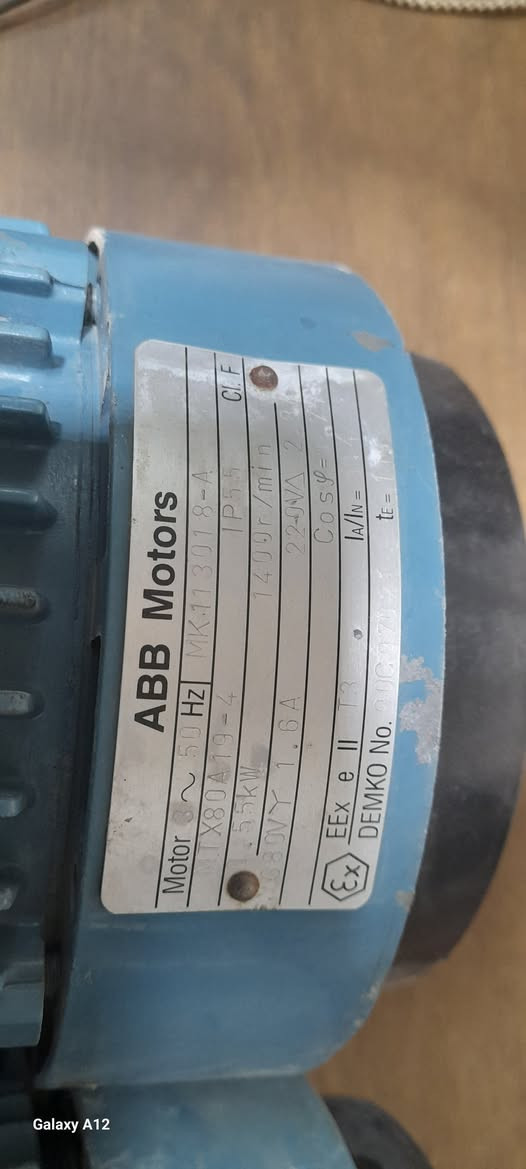 ABB Motors
Motor 3 ~ 50 Hz MK113018-A
TX80A19-4 IP55 Cl. F
.55kW 1400r/min
380VY 1.6A 220VΔ 2
Cosφ=
EEx e II T3 IA/IN =
DEMKO No. tE =
Galaxy A12